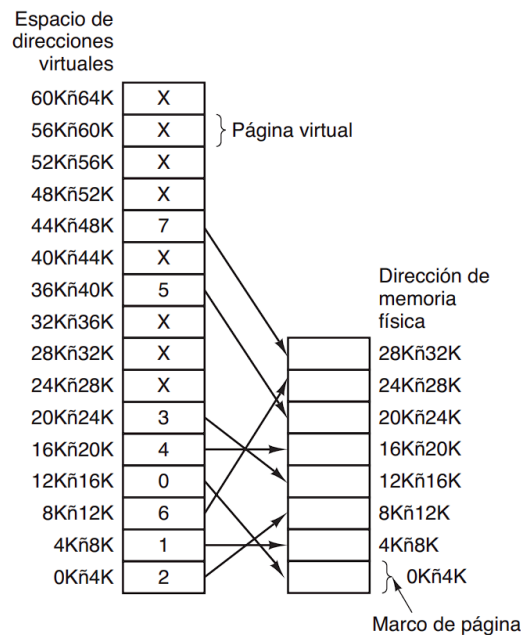 Espacio de
direcciones
virtuales
60Kñ64K X
56Kñ60K X Página virtual
52Kñ56K X
48Kñ52K X
44Kñ48K 7
40Kñ44K X
36Kñ40K 5
32Kñ36K X
28Kñ32K X
24Kñ28K X
20Kñ24K 3
16Kñ20K 4
12Kñ16K 0
8Kñ12K 6
4Kñ8K 1
0Kñ4K 2
Dirección de
memoria
física
28Kñ32K
24Kñ28K
20Kñ24K
16Kñ20K
12Kñ16K
8Kñ12K
4Kñ8K
0Kñ4K
Marco de página